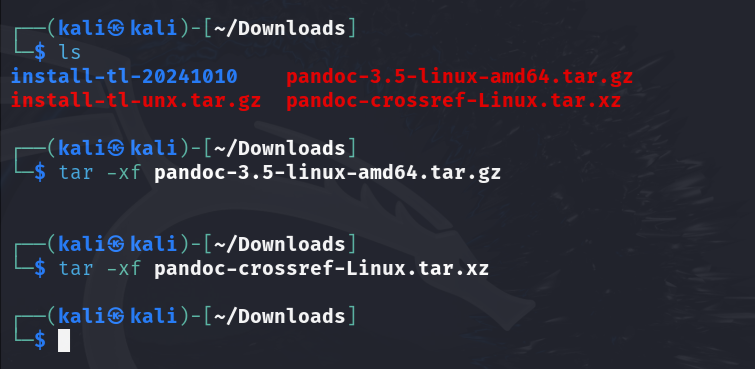 ┌──(kali㉿kali)-[~/Downloads]
└─$ ls
install-tl-20241010    pandoc-3.5-linux-amd64.tar.gz
install-tl-unx.tar.gz  pandoc-crossref-Linux.tar.xz
┌──(kali㉿kali)-[~/Downloads]
└─$ tar -xf pandoc-3.5-linux-amd64.tar.gz
┌──(kali㉿kali)-[~/Downloads]
└─$ tar -xf pandoc-crossref-Linux.tar.xz
┌──(kali㉿kali)-[~/Downloads]
└─$